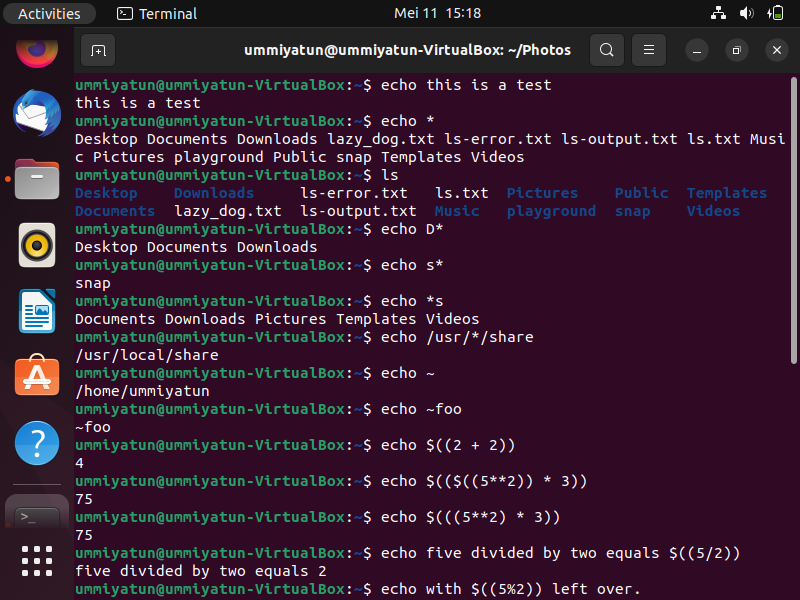 Activities Terminal Mei 11 15:18
ummiyatun@ummiyatun-VirtualBox: ~/Photos
ummiyatun@ummiyatun-VirtualBox:~$ echo this is a test
this is a test
ummiyatun@ummiyatun-VirtualBox:~$ echo *
Desktop Documents Downloads lazy_dog.txt ls-error.txt ls-output.txt ls.txt Musi
c Pictures playground Public snap Templates Videos
ummiyatun@ummiyatun-VirtualBox:~$ ls
Desktop Downloads ls-error.txt ls.txt Pictures Public Templates
Documents lazy_dog.txt ls-output.txt Music playground snap Videos
ummiyatun@ummiyatun-VirtualBox:~$ echo D*
Desktop Documents Downloads
ummiyatun@ummiyatun-VirtualBox:~$ echo s*
snap
ummiyatun@ummiyatun-VirtualBox:~$ echo *s
Documents Downloads Pictures Templates Videos
ummiyatun@ummiyatun-VirtualBox:~$ echo /usr/*/share
/usr/local/share
ummiyatun@ummiyatun-VirtualBox:~$ echo ~
/home/ummiyatun
ummiyatun@ummiyatun-VirtualBox:~$ echo ~foo
~foo
ummiyatun@ummiyatun-VirtualBox:~$ echo $((2 + 2))
4
ummiyatun@ummiyatun-VirtualBox:~$ echo $(($((5**2)) * 3))
75
ummiyatun@ummiyatun-VirtualBox:~$ echo $(((5**2) * 3))
75
ummiyatun@ummiyatun-VirtualBox:~$ echo five divided by two equals $((5/2))
five divided by two equals 2
ummiyatun@ummiyatun-VirtualBox:~$ echo with $((5%2)) left over.